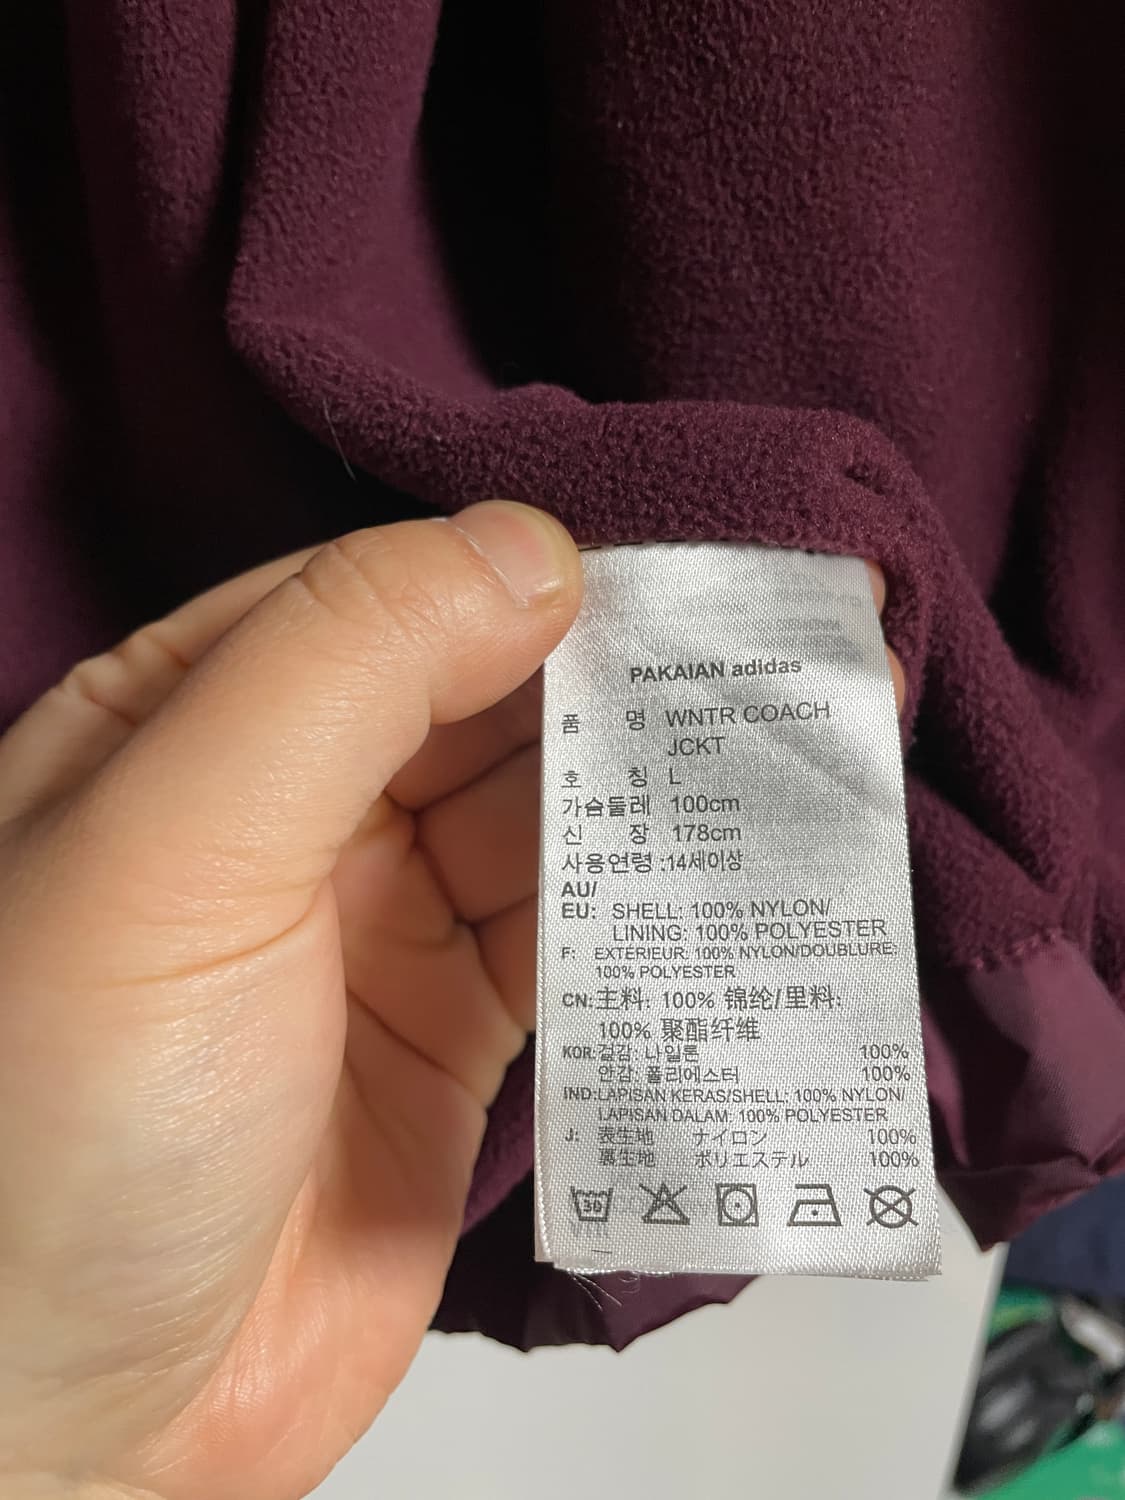 PAKAIAN adidas
품 명 WNTR COACH
JCKT
호 칭 L
가슴둘레 100cm
신 장 178cm
사용연령 :14세이상
AU/
EU: SHELL: 100% NYLON/
LINING: 100% POLYESTER
F: EXTERIEUR: 100% NYLON/DOUBLURE:
100% POLYESTER
CN:主料: 100% 锦纶/里料:
100% 聚酯纤维
KOR:겉감: 나일론 100%
안감: 폴리에스터 100%
IND:LAPISAN KERAS/SHELL: 100% NYLON/
LAPISAN DALAM: 100% POLYESTER
J: 表生地 ナイロン 100%
裏生地 ポリエステル 100%
30